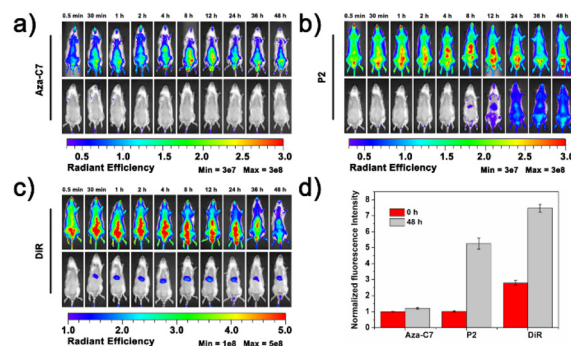 a)
0.5 min 30 min 1 h 2 h 4 h 8 h 12 h 24 h 36 h 48 h
Aza-C7
0.5 1.0 1.5 2.0 2.5 3.0
Radiant Efficiency Min = 3e7 Max = 3e8
b)
0.5 min 30 min 1 h 2 h 4 h 8 h 12 h 24 h 36 h 48 h
P2
0.5 1.0 1.5 2.0 2.5 3.0
Radiant Efficiency Min = 3e7 Max = 3e8
c)
0.5 min 30 min 1 h 2 h 4 h 8 h 12 h 24 h 36 h 48 h
DiR
1.0 2.0 3.0 4.0 5.0
Radiant Efficiency Min = 1e8 Max = 5e8
d)
Normalized fluorescence Intensity
0 h
48 h
8
7
6
5
4
3
2
1
0
Aza-C7 P2 DiR